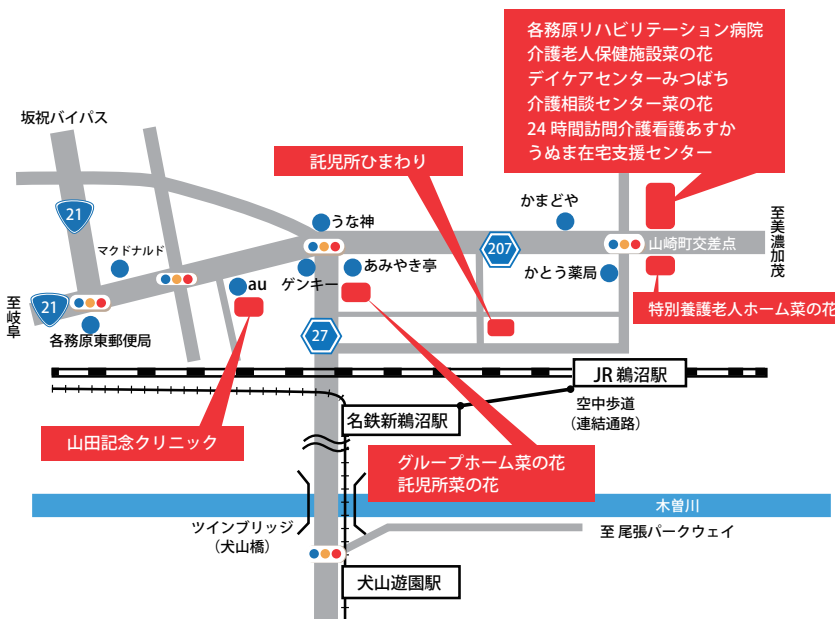 各務原リハビリテーション病院
介護老人保健施設菜の花
デイケアセンターみつばち
介護相談センター菜の花
24 時間訪問介護看護あすか
うぬま在宅支援センター
坂祝バイパス
託児所ひまわり
かまどや
21
うな神
207
山崎町交差点
至美濃加茂
マクドナルド
あみやき亭
かとう薬局
ゲンキー
au
特別養護老人ホーム菜の花
至岐阜
21
各務原東郵便局
27
JR 鵜沼駅
空中歩道
(連結通路)
名鉄新鵜沼駅
山田記念クリニック
グループホーム菜の花
託児所菜の花
木曽川
ツインブリッジ
(犬山橋)
至 尾張パークウェイ
犬山遊園駅